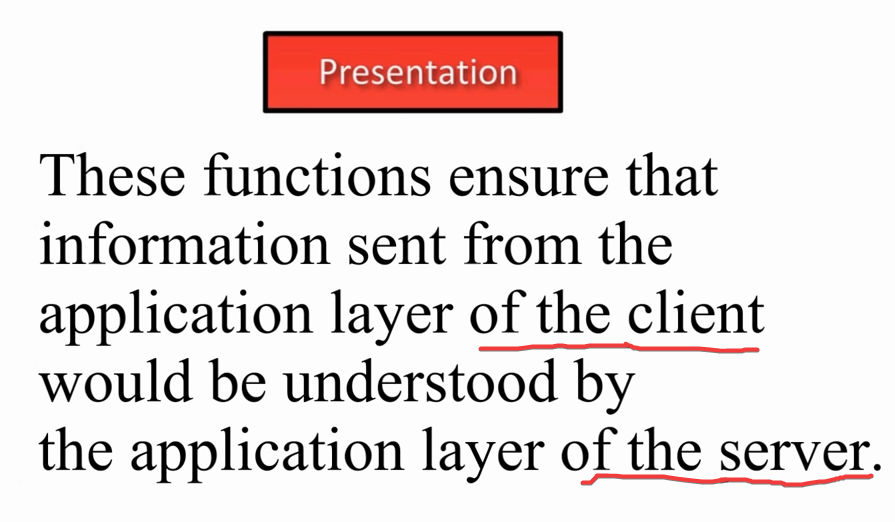 Presentation
These functions ensure that
information sent from the
application layer of the client
would be understood by
the application layer of the server.